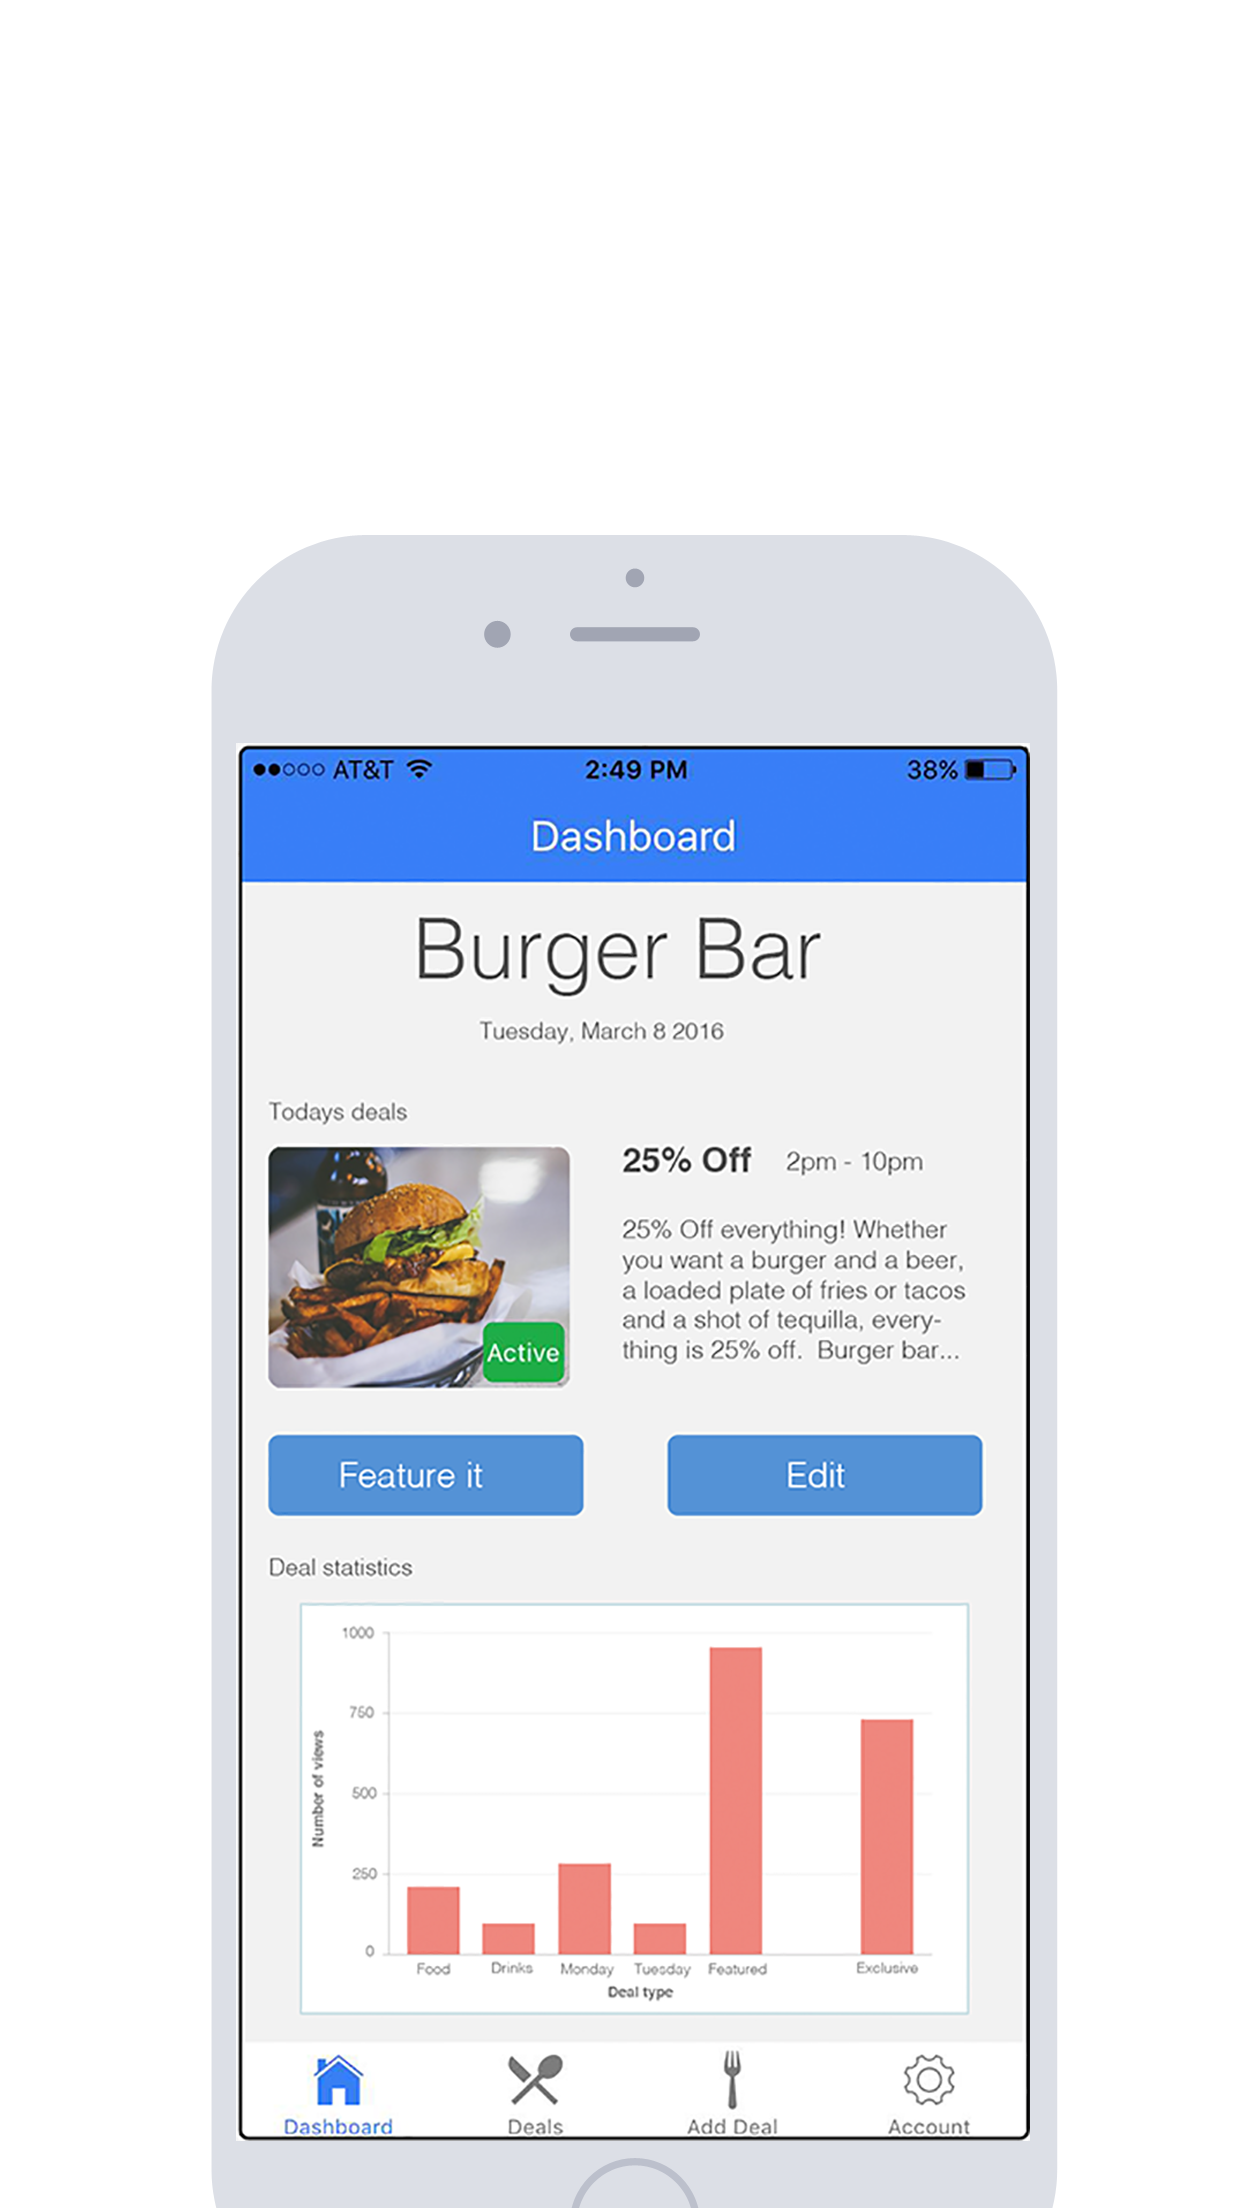 AT&T 2:49 PM 38%
Dashboard
Burger Bar
Tuesday, March 8 2016
Todays deals
Active
25% Off 2pm - 10pm
25% Off everything! Whether
you want a burger and a beer,
a loaded plate of fries or tacos
and a shot of tequilla, every-
thing is 25% off. Burger bar...
Feature it Edit
Deal statistics
Number of views
1000
750
500
250
0
Food Drinks Monday Tuesday Featured Exclusive
Deal type
Dashboard Deals Add Deal Account